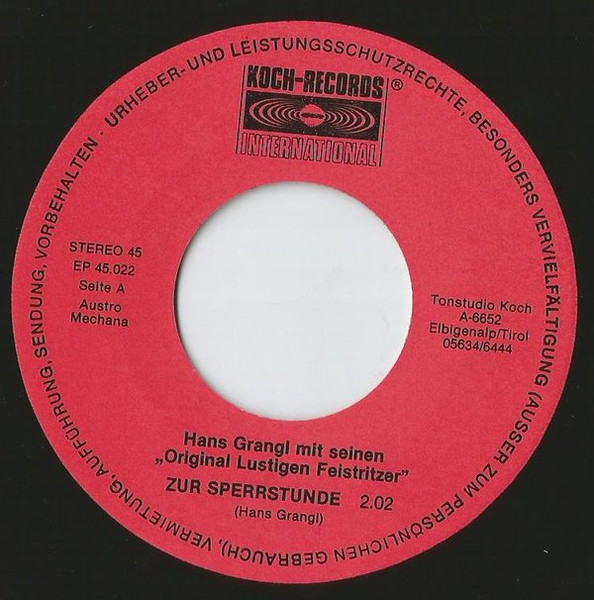 URHEBER- UND LEISTUNGSSCHUTZRECHTE, BESONDERS VERVIELFÄLTIGUNG (AUSSER ZUM PERSÖNLICHEN GEBRAUCH), VERMIETUNG, AUFFÜHRUNG, SENDUNG, VORBEHALTEN ·
KOCH-RECORDS ®
INTERNATIONAL
STEREO 45
EP 45.022
Seite A
Austro
Mechana
Tonstudio Koch
A-6652
Elbigenalp/Tirol
05634/6444
Hans Grangl mit seinen
„Original Lustigen Feistritzer”
ZUR SPERRSTUNDE 2.02
(Hans Grangl)